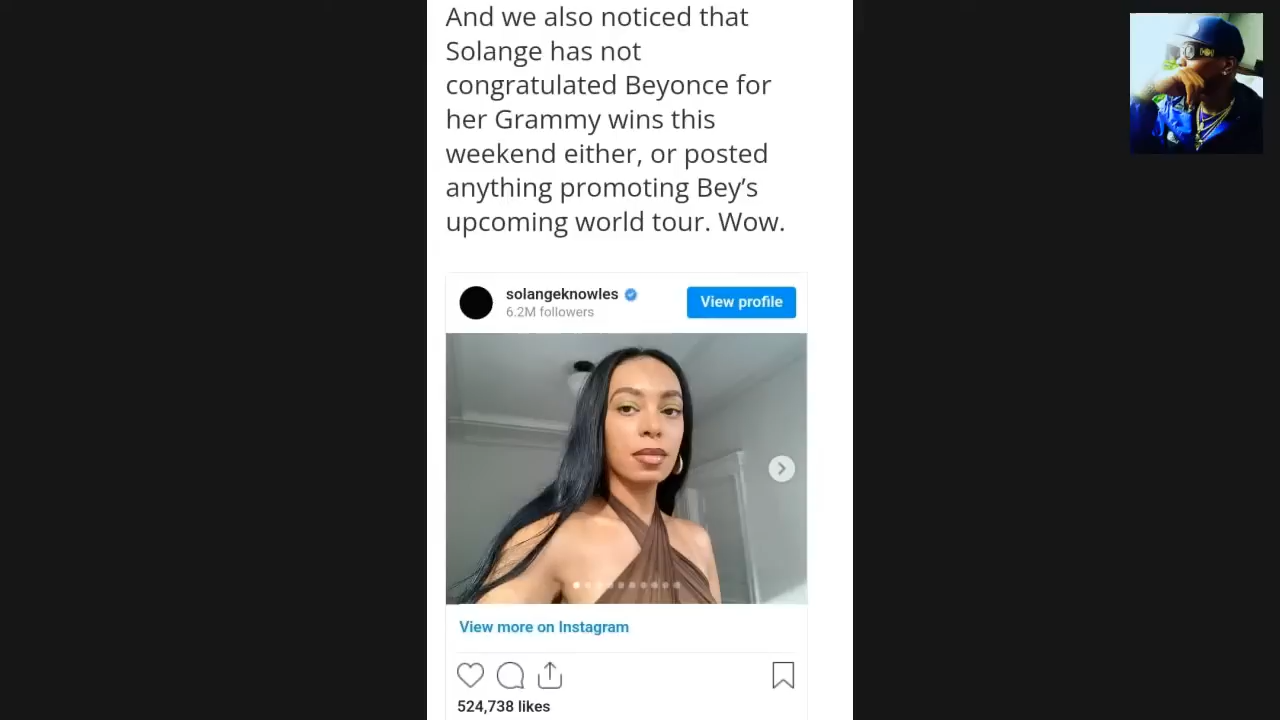 And we also noticed that
Solange has not
congratulated Beyonce for
her Grammy wins this
weekend either, or posted
anything promoting Bey’s
upcoming world tour. Wow.
solangeknowles
6.2M followers
View profile
View more on Instagram
524,738 likes